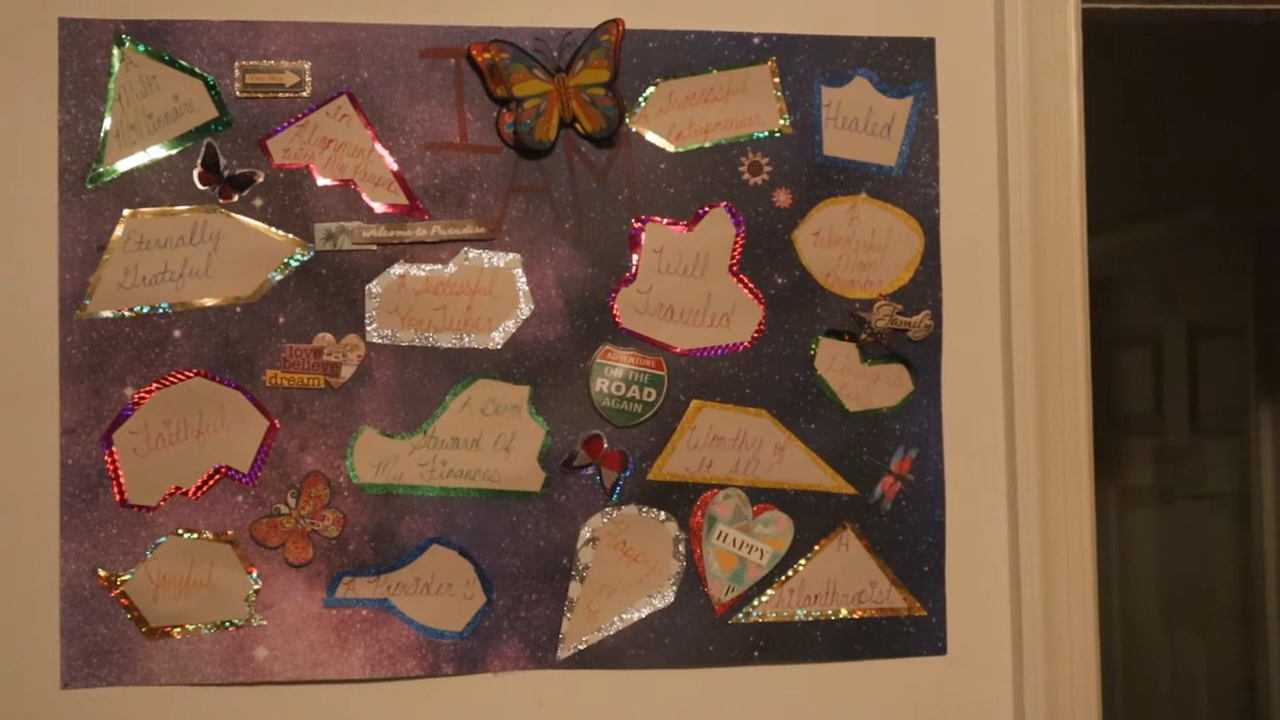 I
AM
A
Multi
Millionaire
One Way
In
Alignment
with My Purpose
A Successful
Entrepreneur
Healed
Eternally
Grateful
Welcome to Paradise
A Successful
YouTuber
Well
Traveled
A
Wonderful
Mom
Family
love
believe
dream
ADVENTURE
ON THE
ROAD
AGAIN
Faithful
A Good
Steward of
My Finances
Worthy of
It All!
Joyful
A Provider !!
Happy
!!
HAPPY
A
Philanthropist